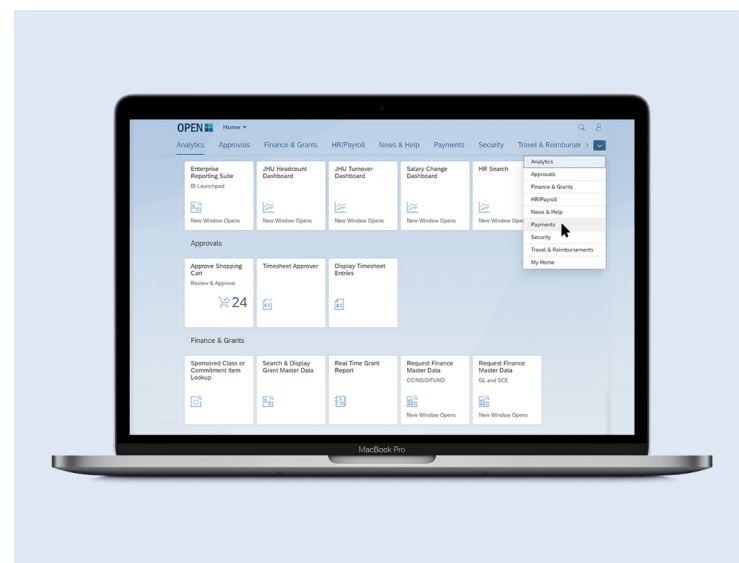 OPEN
Home
Analytics Approvals Finance & Grants HR/Payroll News & Help Payments Security Travel & Reimburser
Enterprise
Reporting Suite
BI Launchpad
New Window Opens
JHU Headcount
Dashboard
New Window Opens
JHU Turnover
Dashboard
New Window Opens
Salary Change
Dashboard
New Window Opens
HR Search
New Window Ope
Analytics
Approvals
Finance & Grants
HR/Payroll
News & Help
Payments
Security
Travel & Reimbursements
My Home
Approvals
Approve Shopping
Cart
Review & Approve
24
Timesheet Approver
Display Timesheet
Entries
Finance & Grants
Sponsored Class or
Commitment Item
Lookup
Search & Display
Grant Master Data
Real Time Grant
Report
Request Finance
Master Data
CC/NSIO/FUND
New Window Opens
Request Finance
Master Data
GL and SCE
New Window Opens
MacBook Pro